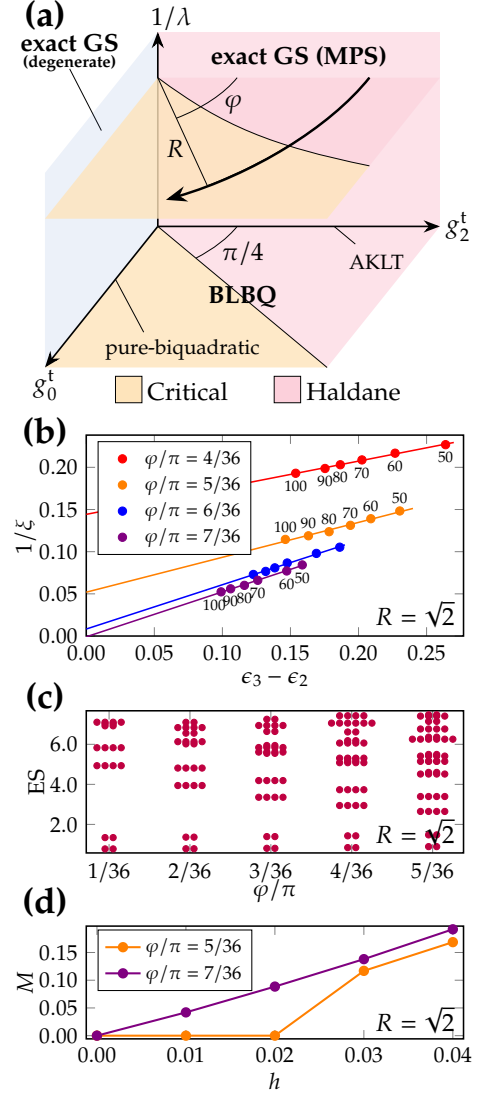 (a)
1/λ
exact GS
(degenerate)
exact GS (MPS)
φ
R
g₂ᵗ
π/4
AKLT
BLBQ
pure-biquadratic
g₀ᵗ
Critical
Haldane
(b)
0.20
0.15
0.10
0.05
0.00
1/ξ
φ/π = 4/36
φ/π = 5/36
φ/π = 6/36
φ/π = 7/36
100
90
80
70
60
50
100
90
80
70
60
50
100
90
80
70
60
50
R = √2
0.00
0.05
0.10
0.15
0.20
0.25
ϵ₃ − ϵ₂
(c)
6.0
4.0
2.0
ES
R = √2
1/36
2/36
3/36
4/36
5/36
φ/π
(d)
0.15
0.10
0.05
0.00
M
φ/π = 5/36
φ/π = 7/36
R = √2
0.00
0.01
0.02
0.03
0.04
h